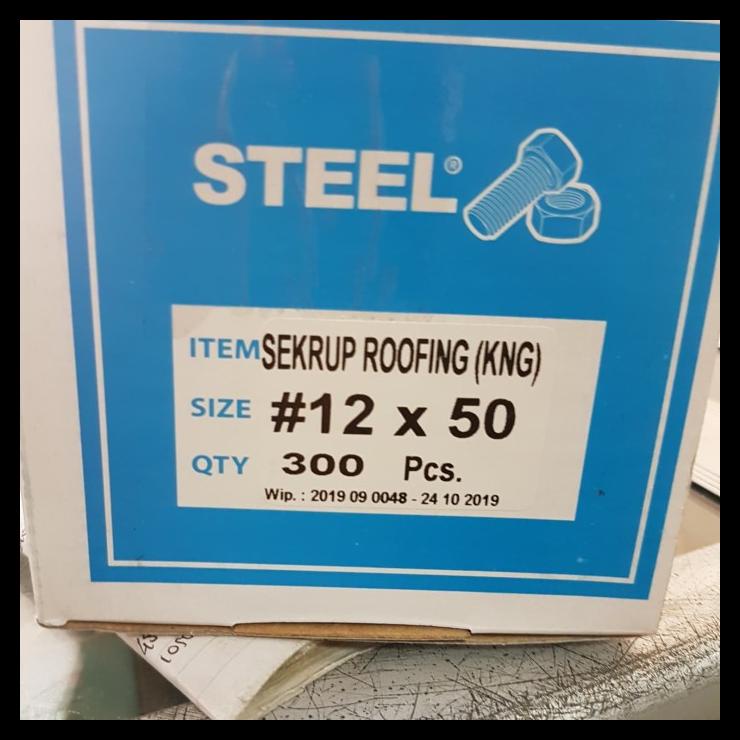 STEEL®
ITEM SEKRUP ROOFING (KNG)
SIZE #12 x 50
QTY 300 Pcs.
Wip. : 2019 09 0048 - 24 10 2019